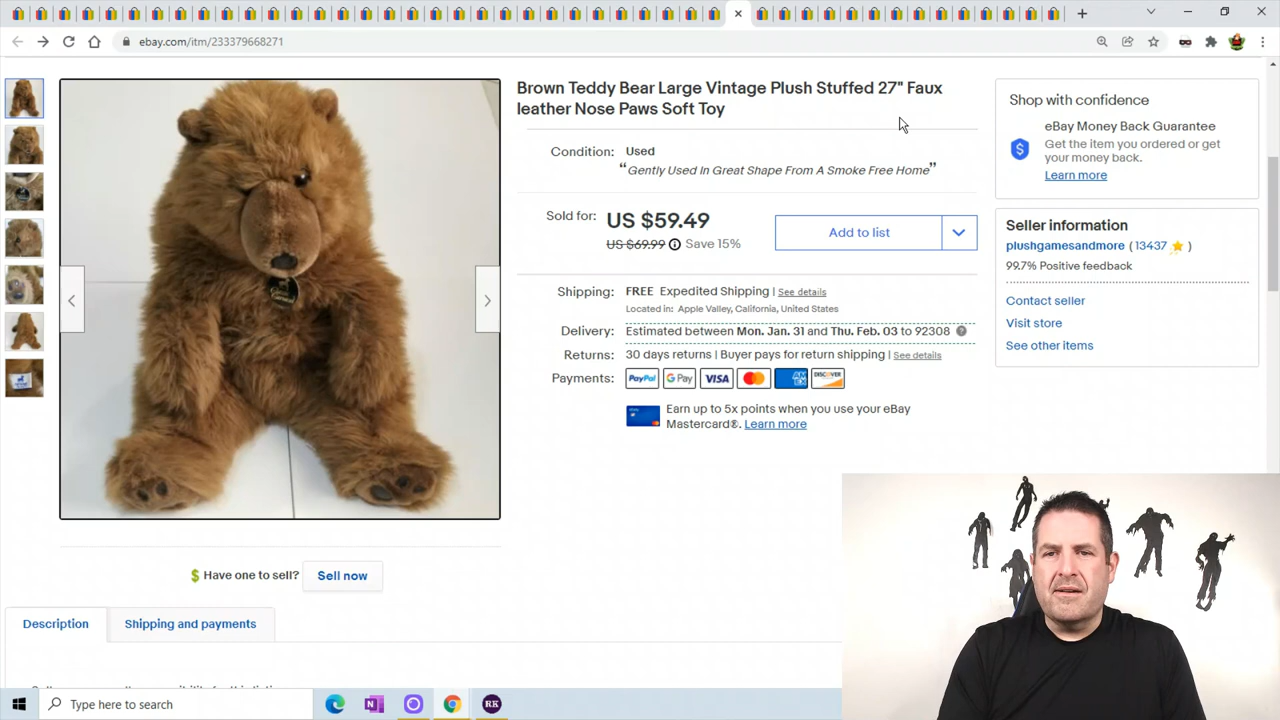 ebay.com/itm/233379668271
Brown Teddy Bear Large Vintage Plush Stuffed 27" Faux
leather Nose Paws Soft Toy
Condition: Used
“Gently Used In Great Shape From A Smoke Free Home”
Sold for: US $59.49
US $69.99 Save 15%
Add to list
Shipping: FREE Expedited Shipping | See details
Located in: Apple Valley, California, United States
Delivery: Estimated between Mon. Jan. 31 and Thu. Feb. 03 to 92308
Returns: 30 days returns | Buyer pays for return shipping | See details
Payments: PayPal G Pay VISA AM EX DISCOVER
Earn up to 5x points when you use your eBay
Mastercard®. Learn more
Shop with confidence
eBay Money Back Guarantee
Get the item you ordered or get
your money back.
Learn more
Seller information
plushgamesandmore ( 13437 )
99.7% Positive feedback
Contact seller
Visit store
See other items
Have one to sell? Sell now
Description
Shipping and payments
Type here to search
RK